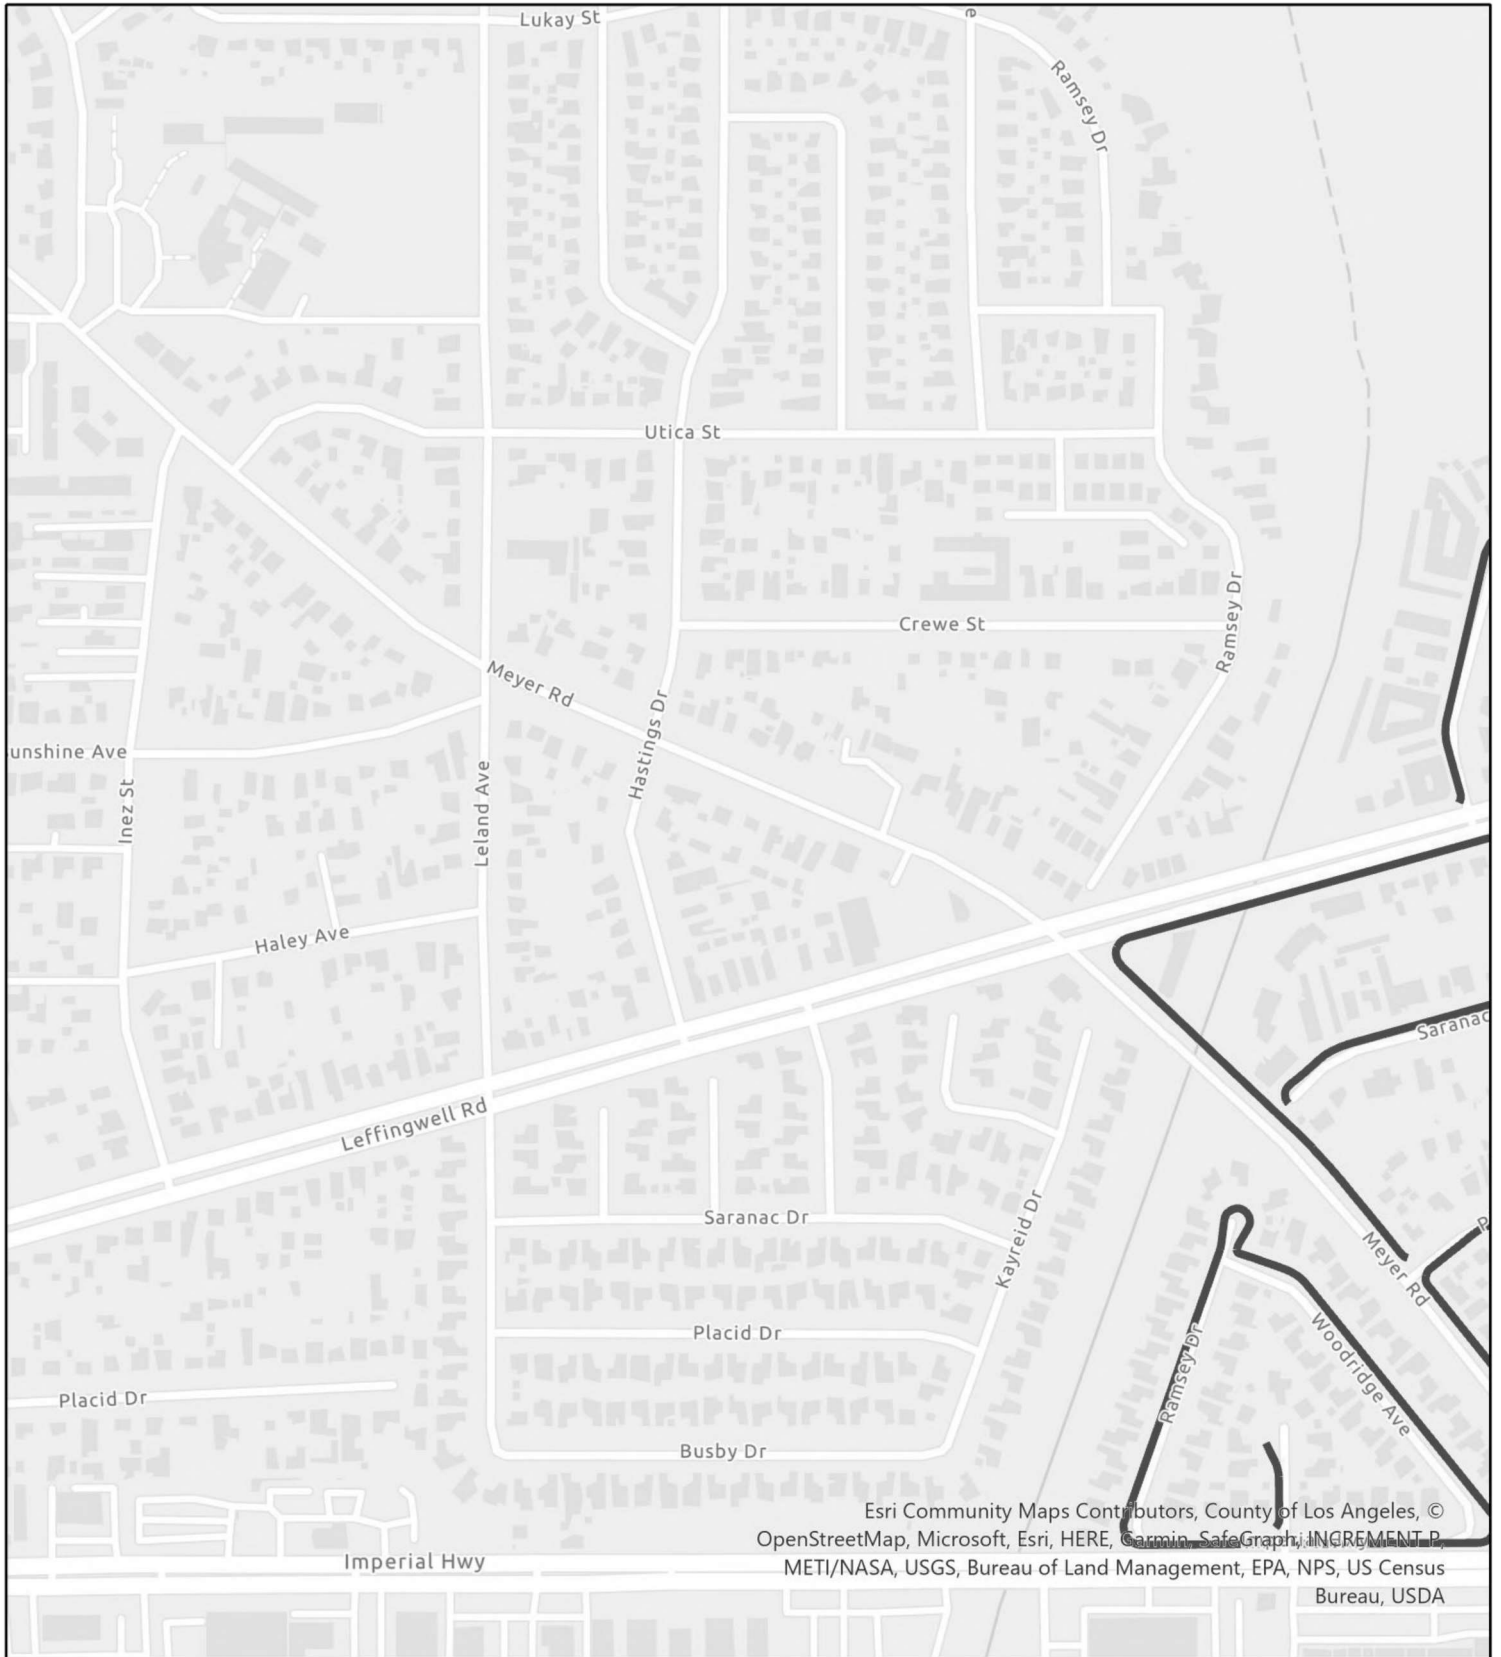 Lukay St
e
Ramsey Dr
Utica St
Crewe St
Ramsey Dr
Meyer Rd
Hastings Dr
unshine Ave
Inez St
Leland Ave
Haley Ave
Saranac
Leffingwell Rd
Saranac Dr
Kayreid Dr
Meyer Rd
Placid Dr
Ramsey Dr
Woodridge Ave
Placid Dr
Busby Dr
Imperial Hwy
Esri Community Maps Contributors, County of Los Angeles, ©
OpenStreetMap, Microsoft, Esri, HERE, Garmin, SafeGraph, INCREMENT P,
METI/NASA, USGS, Bureau of Land Management, EPA, NPS, US Census
Bureau, USDA